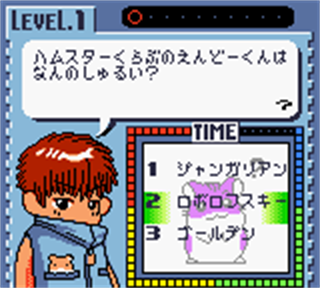 LEVEL.1
ハムスターくらぶのえんどーくんは
なんのしゅるい?
TIME
1 ジャンガリアン
2 ロボロフスキー
3 ゴールデン